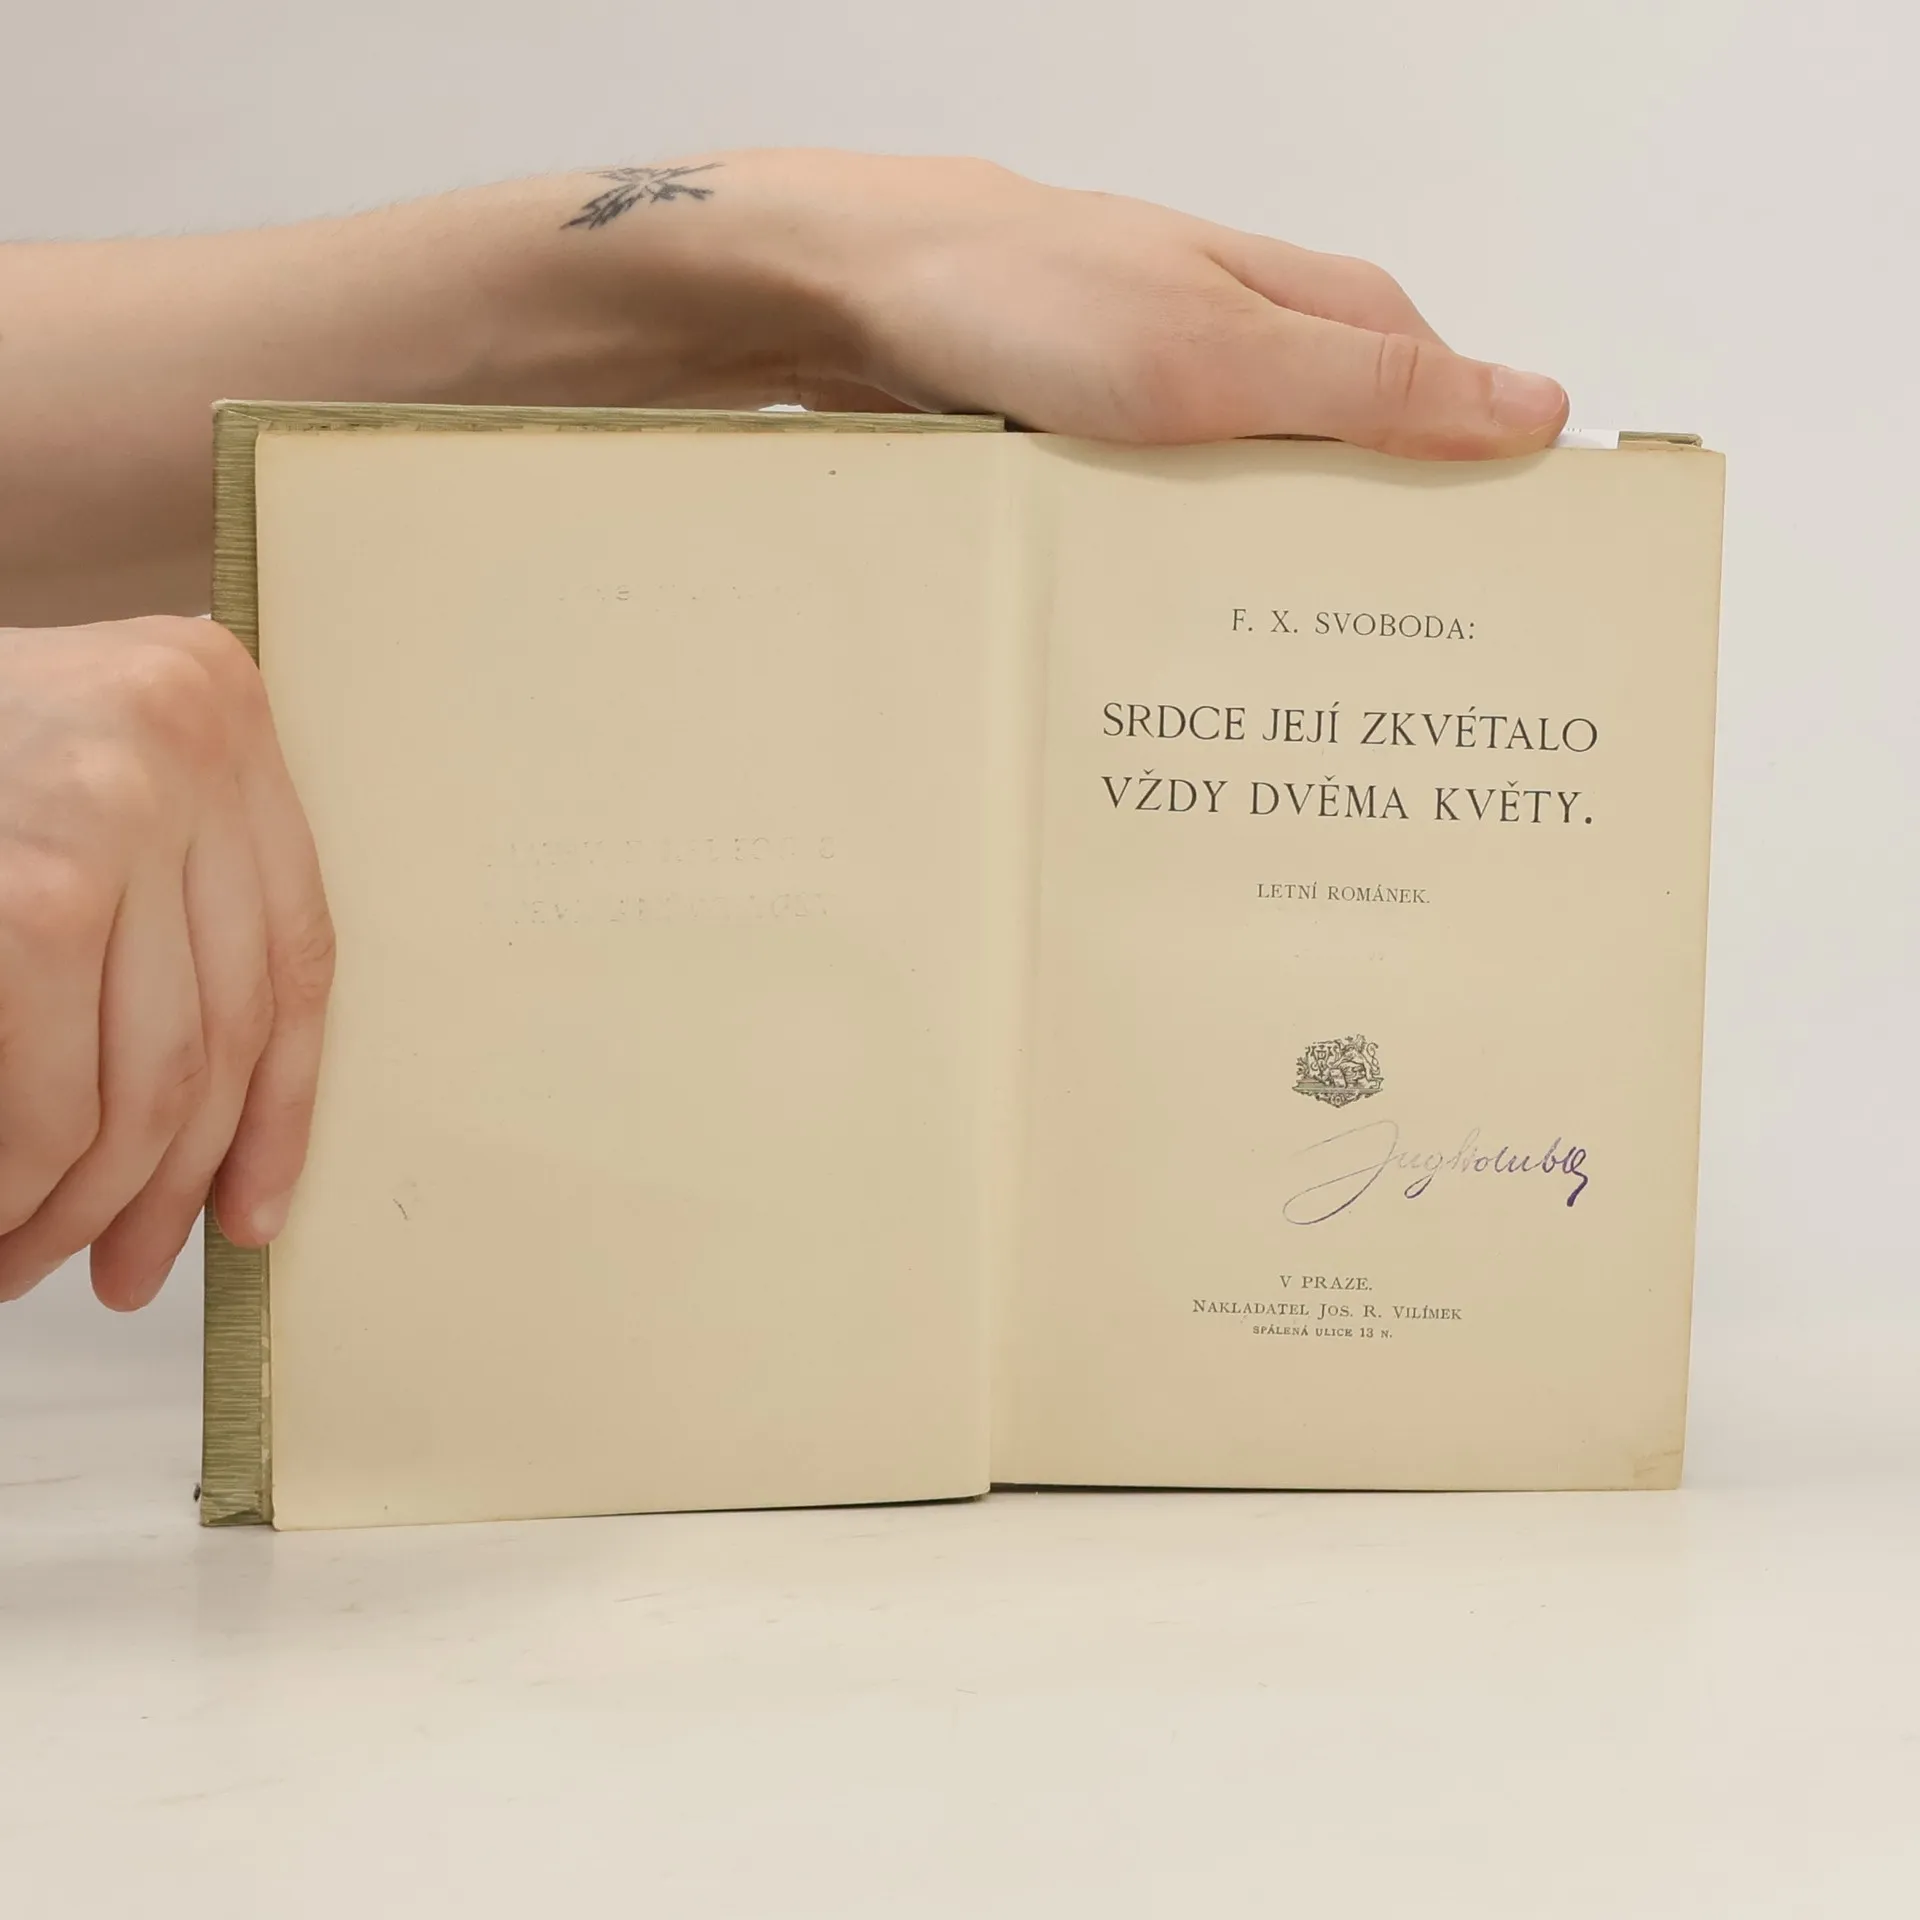 F. X. SVOBODA:
SRDCE JEJÍ ZKVÉTALO
VŽDY DVĚMA KVĚTY.
LETNÍ ROMÁNEK.
V PRAZE.
NAKLADATEL JOS. R. VILÍMEK
SPÁLENÁ ULICE 13 N.